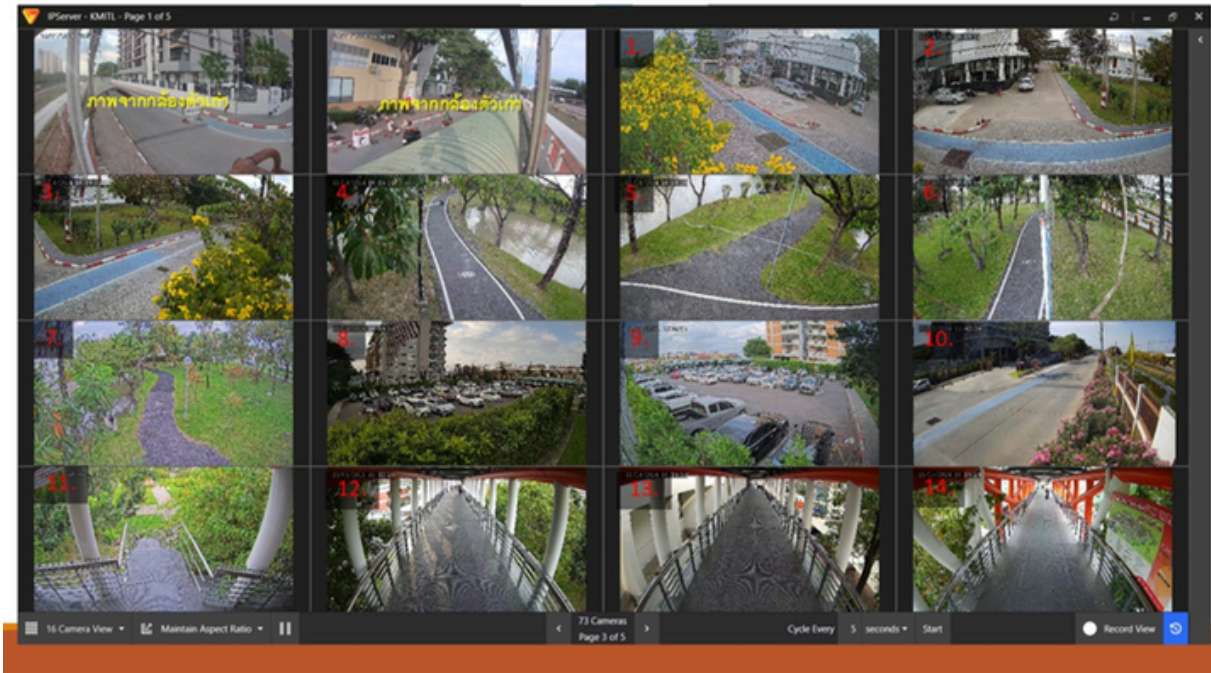 IPServer - KMITL - Page 1 of 5
ภาพจากกล้องตัวเก่า
ภาพจากกล้องตัวเก่า
1.
2.
3.
4.
5.
6.
7.
8.
9.
10.
11.
12.
13.
14.
16 Camera View
Maintain Aspect Ratio
73 Cameras
Page 3 of 5
Cycle Every 5 seconds Start
Record View